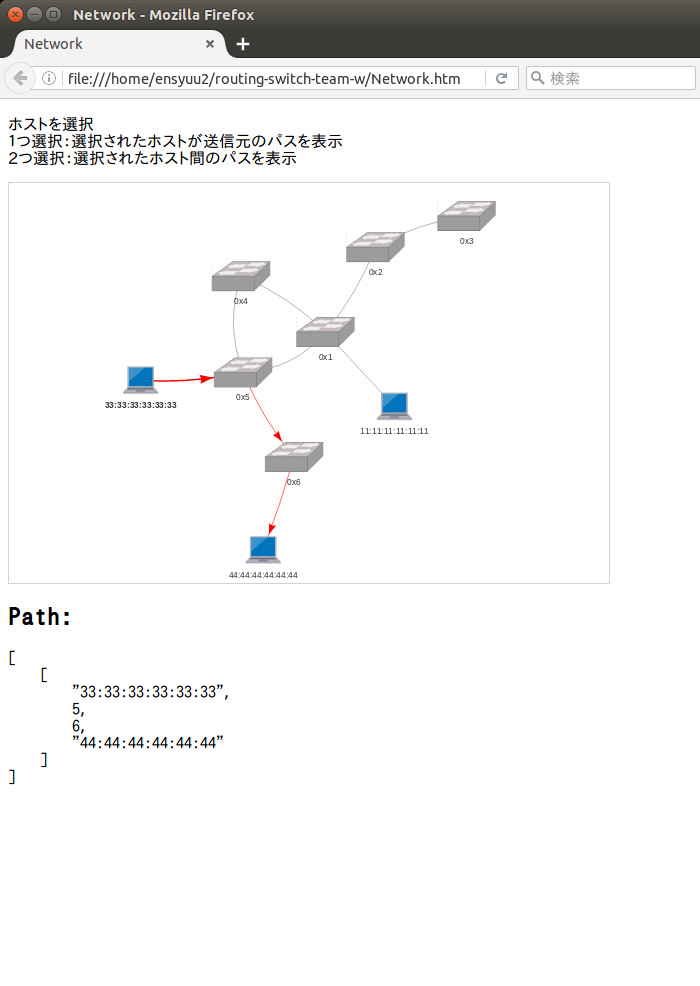 Network - Mozilla Firefox
Network
file:///home/ensyuu2/routing-switch-team-w/Network.htm
検索
ホストを選択
1つ選択：選択されたホストが送信元のパスを表示
2つ選択：選択されたホスト間のパスを表示
0x3
0x2
0x4
0x1
0x5
33:33:33:33:33:33
11:11:11:11:11:11
0x6
44:44:44:44:44:44
Path:
[
[
"33:33:33:33:33:33",
5,
6,
"44:44:44:44:44:44"
]
]